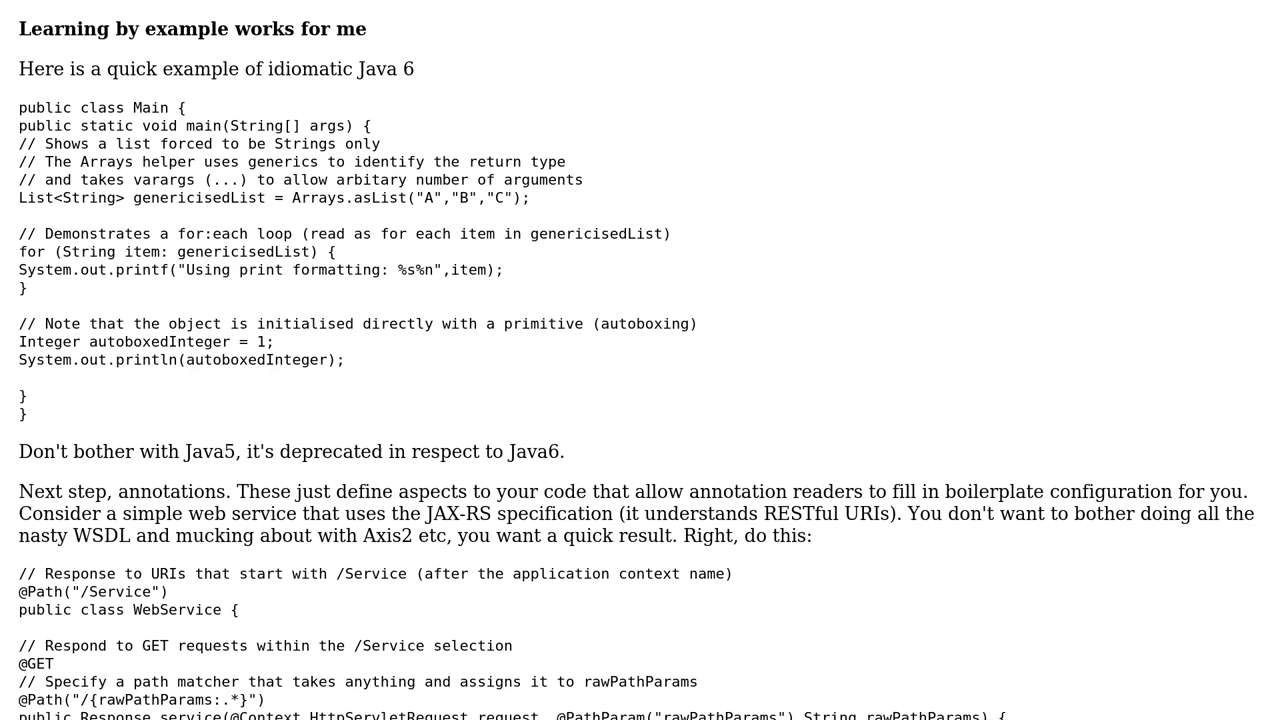 Learning by example works for me
Here is a quick example of idiomatic Java 6
public class Main {
public static void main(String[] args) {
// Shows a list forced to be Strings only
// The Arrays helper uses generics to identify the return type
// and takes varargs (...) to allow arbitary number of arguments
List<String> genericisedList = Arrays.asList("A","B","C");
// Demonstrates a for:each loop (read as for each item in genericisedList)
for (String item: genericisedList) {
System.out.printf("Using print formatting: %s%n",item);
}
// Note that the object is initialised directly with a primitive (autoboxing)
Integer autoboxedInteger = 1;
System.out.println(autoboxedInteger);
}
}
Don't bother with Java5, it's deprecated in respect to Java6.
Next step, annotations. These just define aspects to your code that allow annotation readers to fill in boilerplate configuration for you.
Consider a simple web service that uses the JAX-RS specification (it understands RESTful URIs). You don't want to bother doing all the
nasty WSDL and mucking about with Axis2 etc, you want a quick result. Right, do this:
// Response to URIs that start with /Service (after the application context name)
@Path("/Service")
public class WebService {
// Respond to GET requests within the /Service selection
@GET
// Specify a path matcher that takes anything and assigns it to rawPathParams
@Path("/{rawPathParams:.*}")
public Response service(@Context HttpServletRequest request, @PathParam("rawPathParams") String rawPathParams) {